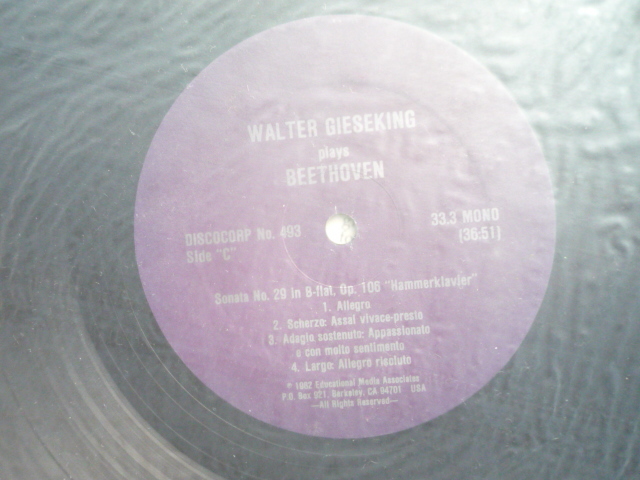 WALTER GIESEKING
plays
BEETHOVEN
DISCOCORP No. 493
33.3 MONO
Side "C"
(36:51)
Sonata No. 29 in B-flat, Op. 106 "Hammerklavier"
1. Allegro
2. Scherzo: Assai vivace-presto
3. Adagio sostenuto: Appassionato
e con molto sentimento
4. Largo: Allegro risoluto
℗ 1982 Educational Media Associates
P.O. Box 921, Berkeley, CA 94701 USA
—All Rights Reserved—